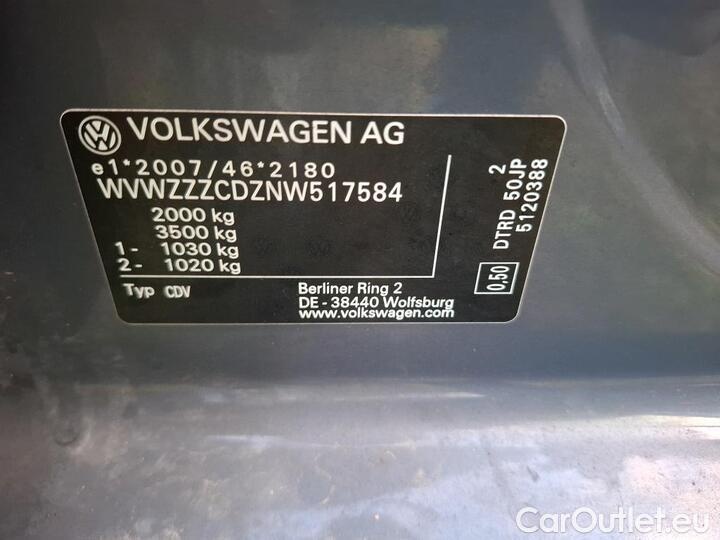 VOLKSWAGEN AG
e1*2007/46*2180
WVWZZZCDZNW517584
2000 kg
3500 kg
1- 1030 kg
2- 1020 kg
Typ CDV
Berliner Ring 2
DE - 38440 Wolfsburg
www.volkswagen.com
2
DTRD 50JP
5120388
0.50
CarOutlet.eu